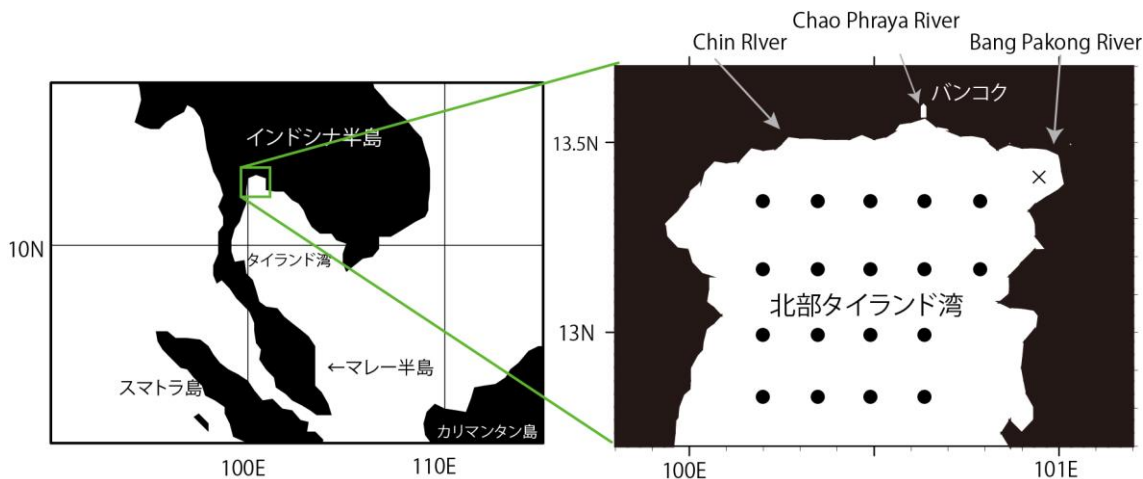 インドシナ半島
10N
タイランド湾
←マレー半島
スマトラ島
カリマンタン島
100E
110E
Chao Phraya River
Chin RIver
Bang Pakong River
バンコク
13.5N
×
北部タイランド湾
13N
100E
101E